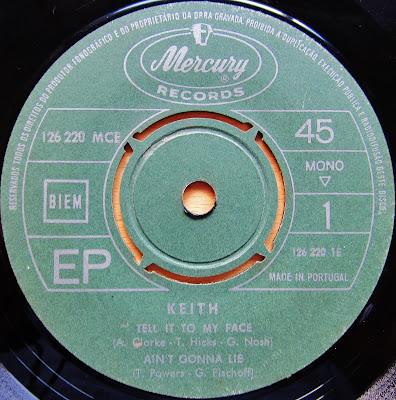 RESERVADOS TODOS OS DIREITOS DO PRODUTOR FONOGRÁFICO E DO PROPRIETÁRIO DA OBRA GRAVADA, PROIBIDA A DUPLICAÇÃO, EXECUÇÃO PÚBLICA E RADIODIFUSÃO DESTE DISCO.
Mercury
®
RECORDS
126 220 MCE
45
MONO
BIEM
1
EP
126 220 1E
MADE IN PORTUGAL
KEITH
TELL IT TO MY FACE
(A. Clarke - T. Hicks - G. Nash)
AIN'T GONNA LIE
(T. Powers - G. Fischoff)